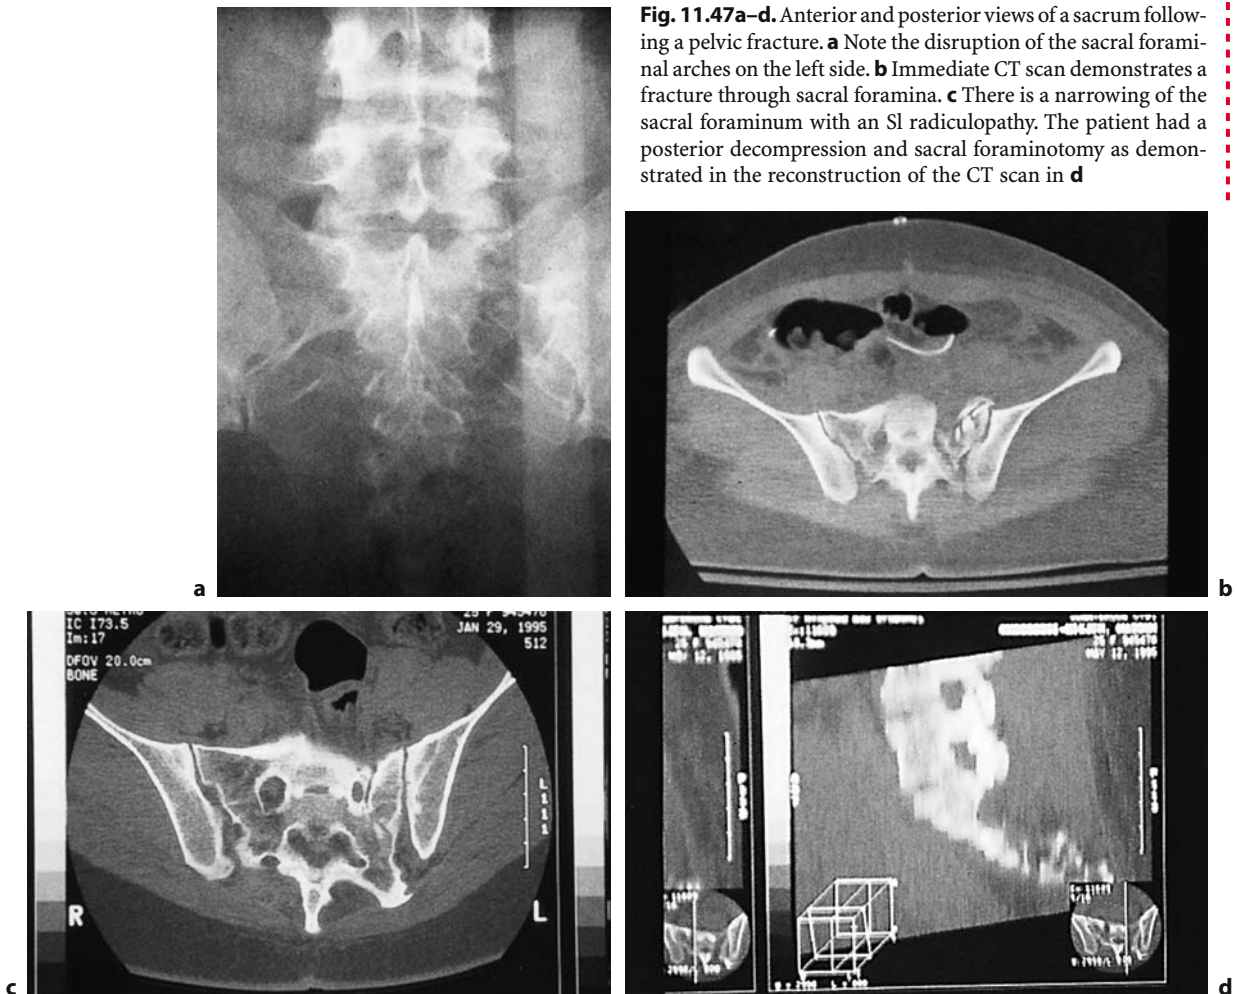 Fig. 11.47a–d. Anterior and posterior views of a sacrum follow-
ing a pelvic fracture. a Note the disruption of the sacral forami-
nal arches on the left side. b Immediate CT scan demonstrates a
fracture through sacral foramina. c There is a narrowing of the
sacral foraminum with an Sl radiculopathy. The patient had a
posterior decompression and sacral foraminotomy as demon-
strated in the reconstruction of the CT scan in d
a
b
IC I73.5
Im:17
DFOV 20.0cm
BONE
JAN 29, 1995
512
R
L
c
MAY 12, 1995
d